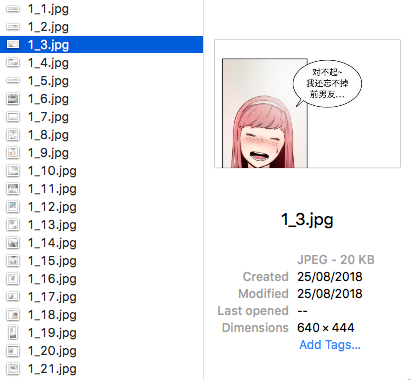 1_1.jpg
1_2.jpg
1_3.jpg
1_4.jpg
1_5.jpg
1_6.jpg
1_7.jpg
1_8.jpg
1_9.jpg
1_10.jpg
1_11.jpg
1_12.jpg
1_13.jpg
1_14.jpg
1_15.jpg
1_16.jpg
1_17.jpg
1_18.jpg
1_19.jpg
1_20.jpg
1_21.jpg
对不起~
我还忘不掉
前男友...
1_3.jpg
JPEG - 20 KB
Created 25/08/2018
Modified 25/08/2018
Last opened --
Dimensions 640 × 444
Add Tags...